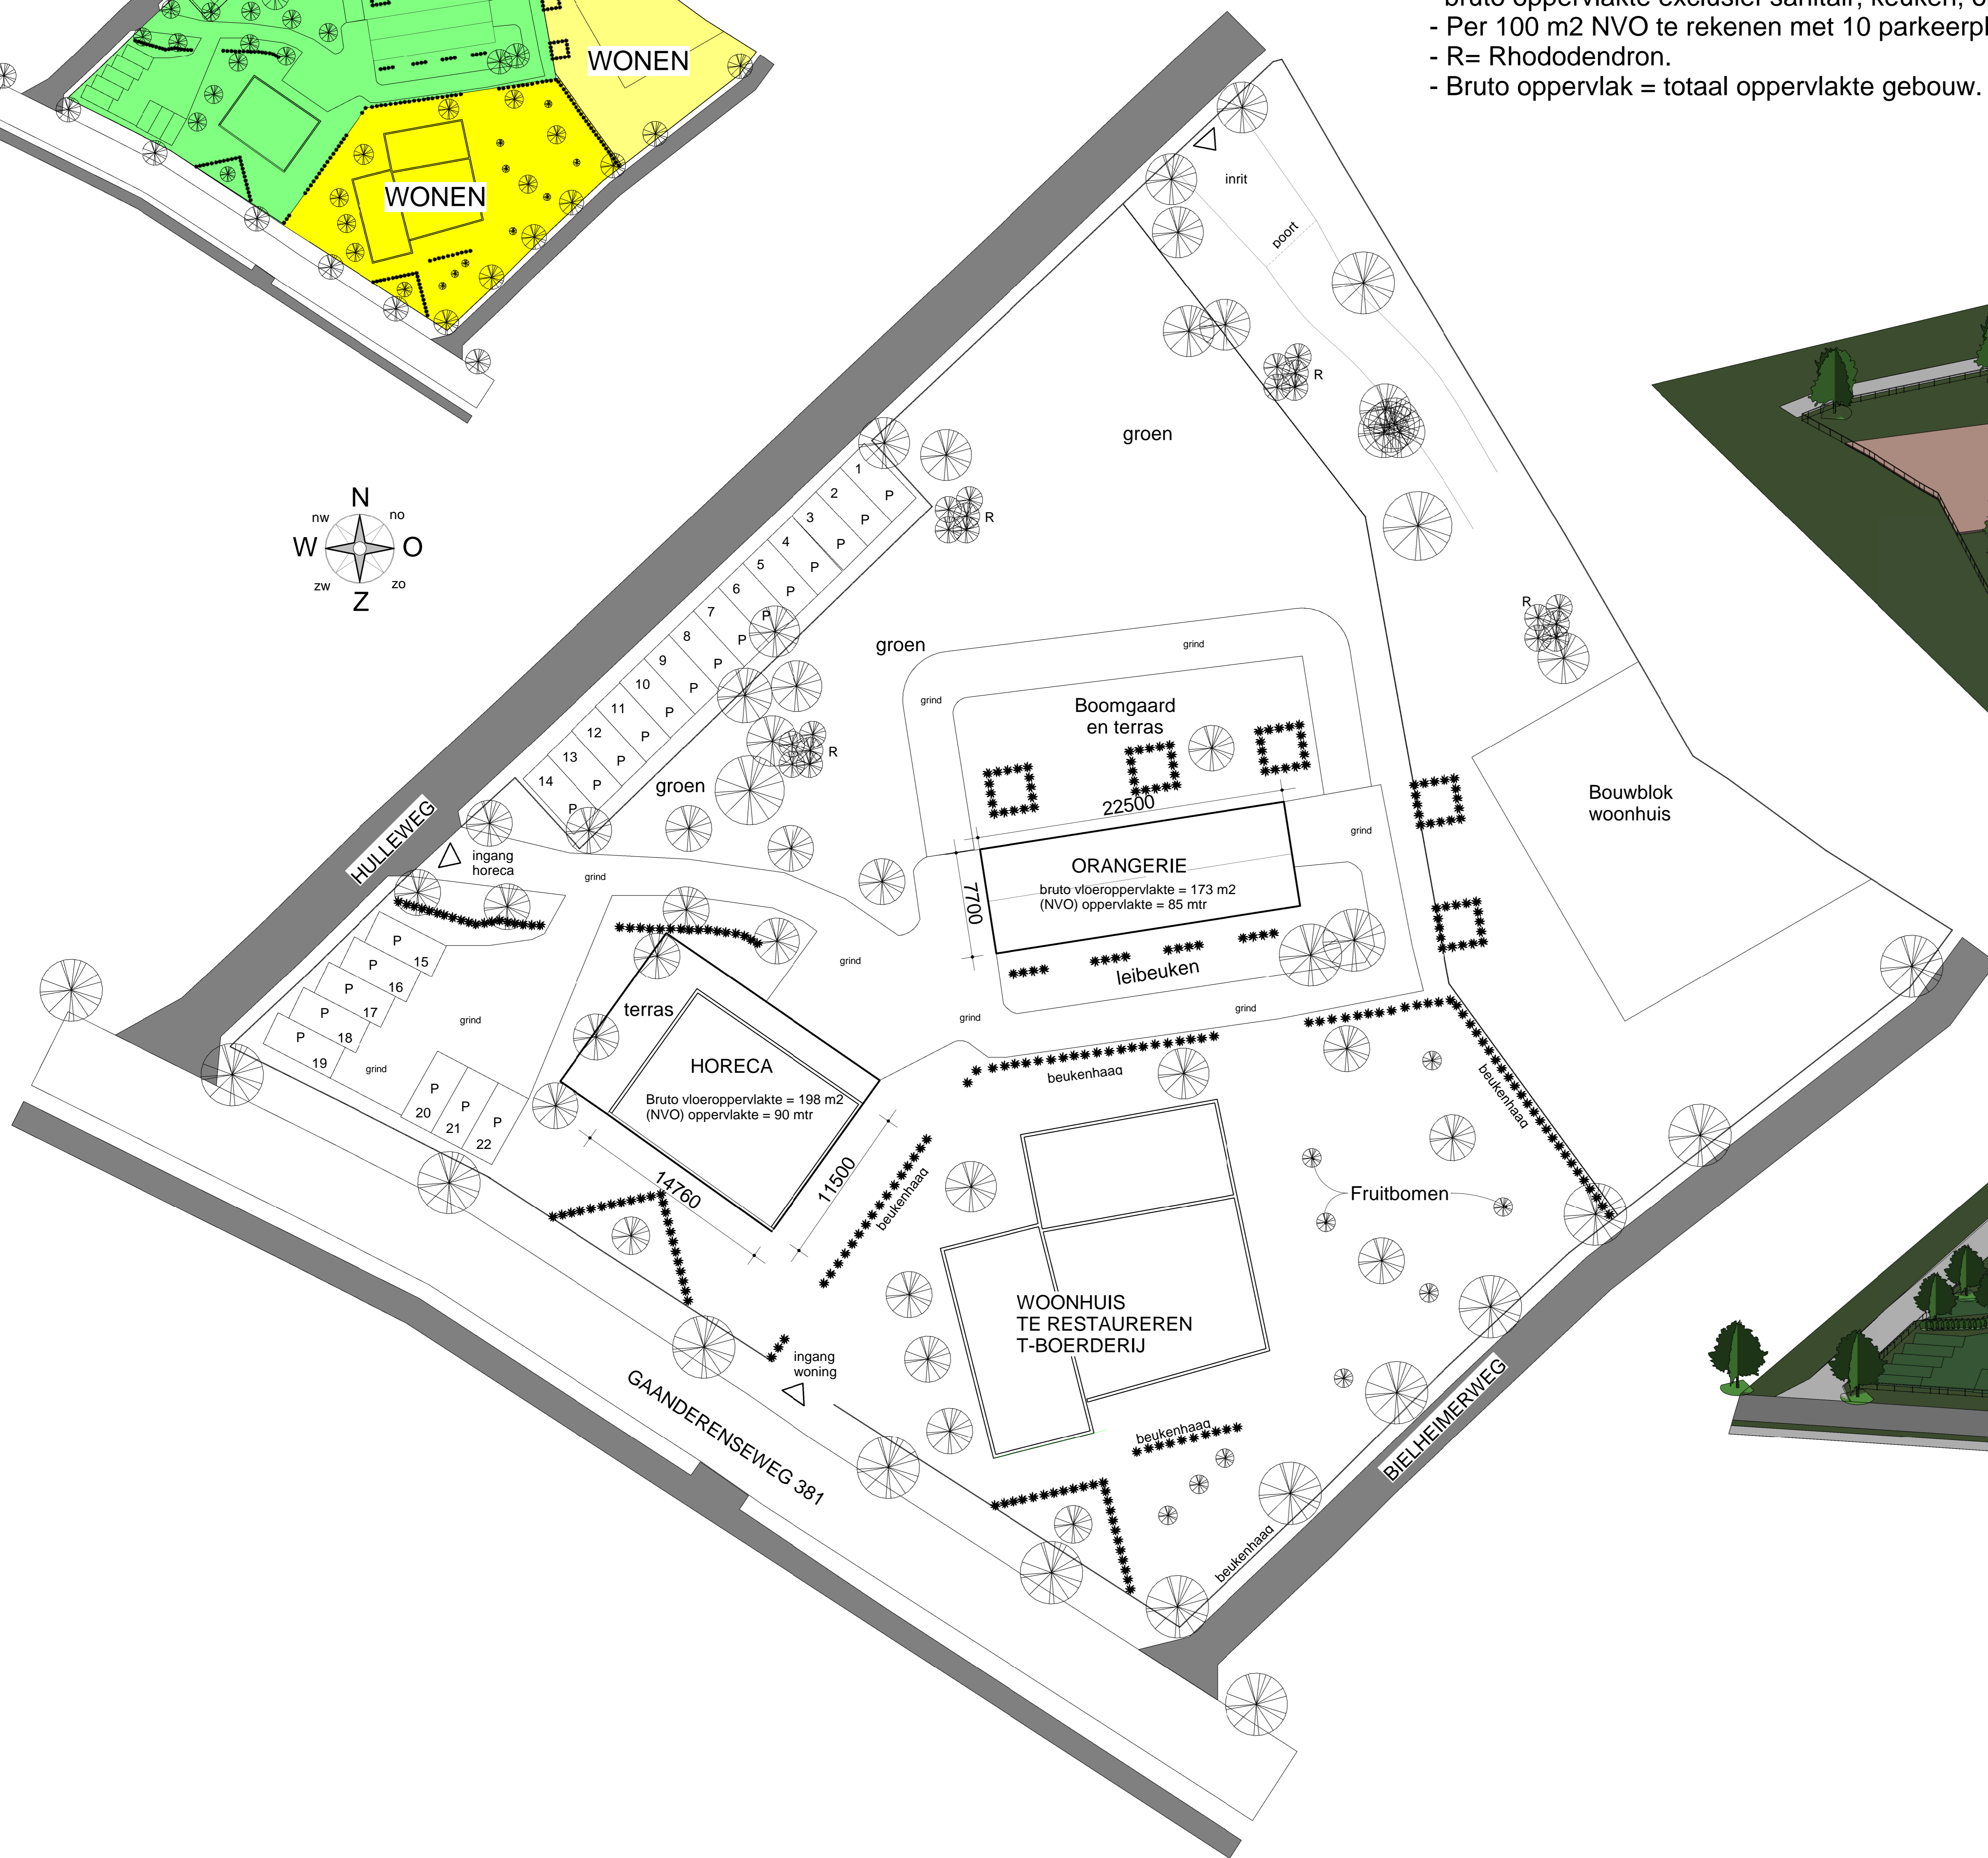 bruto oppervlakte exclusief sanitair, keuken,
- Per 100 m2 NVO te rekenen met 10
- R= Rhododendron.
- Bruto oppervlak = totaal oppervlakte gebouw.
WONEN
WONEN
inrit
poort
R
groen
N
nw
no
W
O
zw
zo
Z
1
P
2
P
3
P
4
P
5
P
6
P
7
P
8
P
9
P
10
P
11
P
12
P
13
P
14
P
R
R
R
groen
groen
grind
grind
Boomgaard
en terras
22500
7700
ORANGERIE
bruto vloeroppervlakte = 173 m2
(NVO) oppervlakte = 85 mtr
grind
leibeuken
Bouwblok
woonhuis
HULLEWEG
ingang
horeca
grind
P
15
P
16
P
17
P
18
P
19
grind
grind
P
20
P
21
P
22
terras
grind
grind
grind
HORECA
Bruto vloeroppervlakte = 198 m2
(NVO) oppervlakte = 90 mtr
14760
11500
beukenhaag
beukenhaag
beukenhaag
Fruitbomen
WOONHUIS
TE RESTAUREREN
T-BOERDERIJ
ingang
woning
GAANDERENSEWEG 381
beukenhaag
beukenhaag
BIELHEIMERWEG